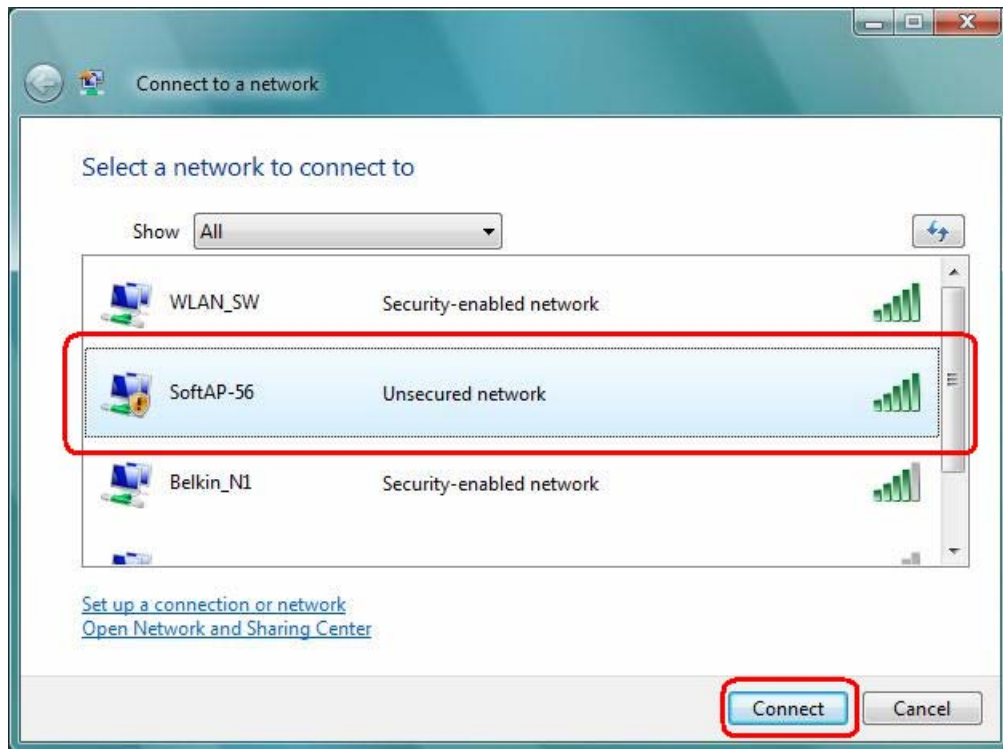 Connect to a network
Select a network to connect to
Show All
WLAN_SW Security-enabled network
SoftAP-56 Unsecured network
Belkin_N1 Security-enabled network
Set up a connection or network
Open Network and Sharing Center
Connect Cancel